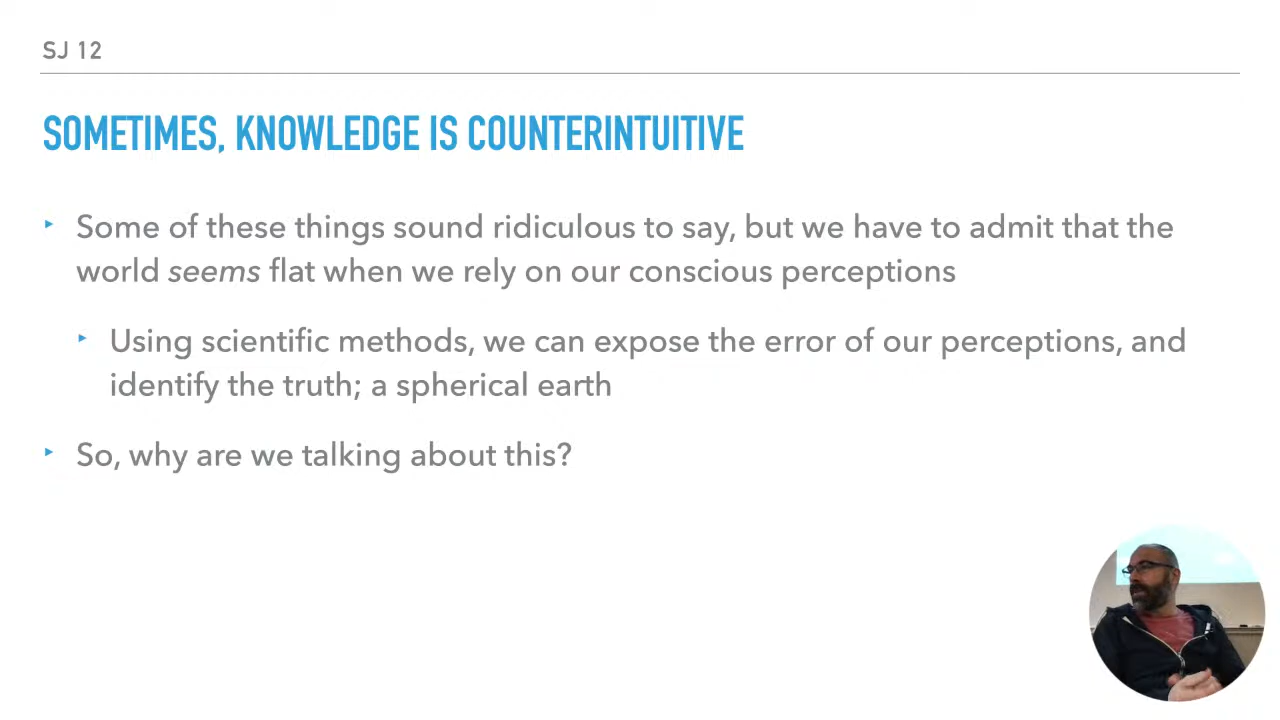 SJ 12
SOMETIMES, KNOWLEDGE IS COUNTERINTUITIVE
‣ Some of these things sound ridiculous to say, but we have to admit that the
world seems flat when we rely on our conscious perceptions
‣ Using scientific methods, we can expose the error of our perceptions, and
identify the truth; a spherical earth
‣ So, why are we talking about this?